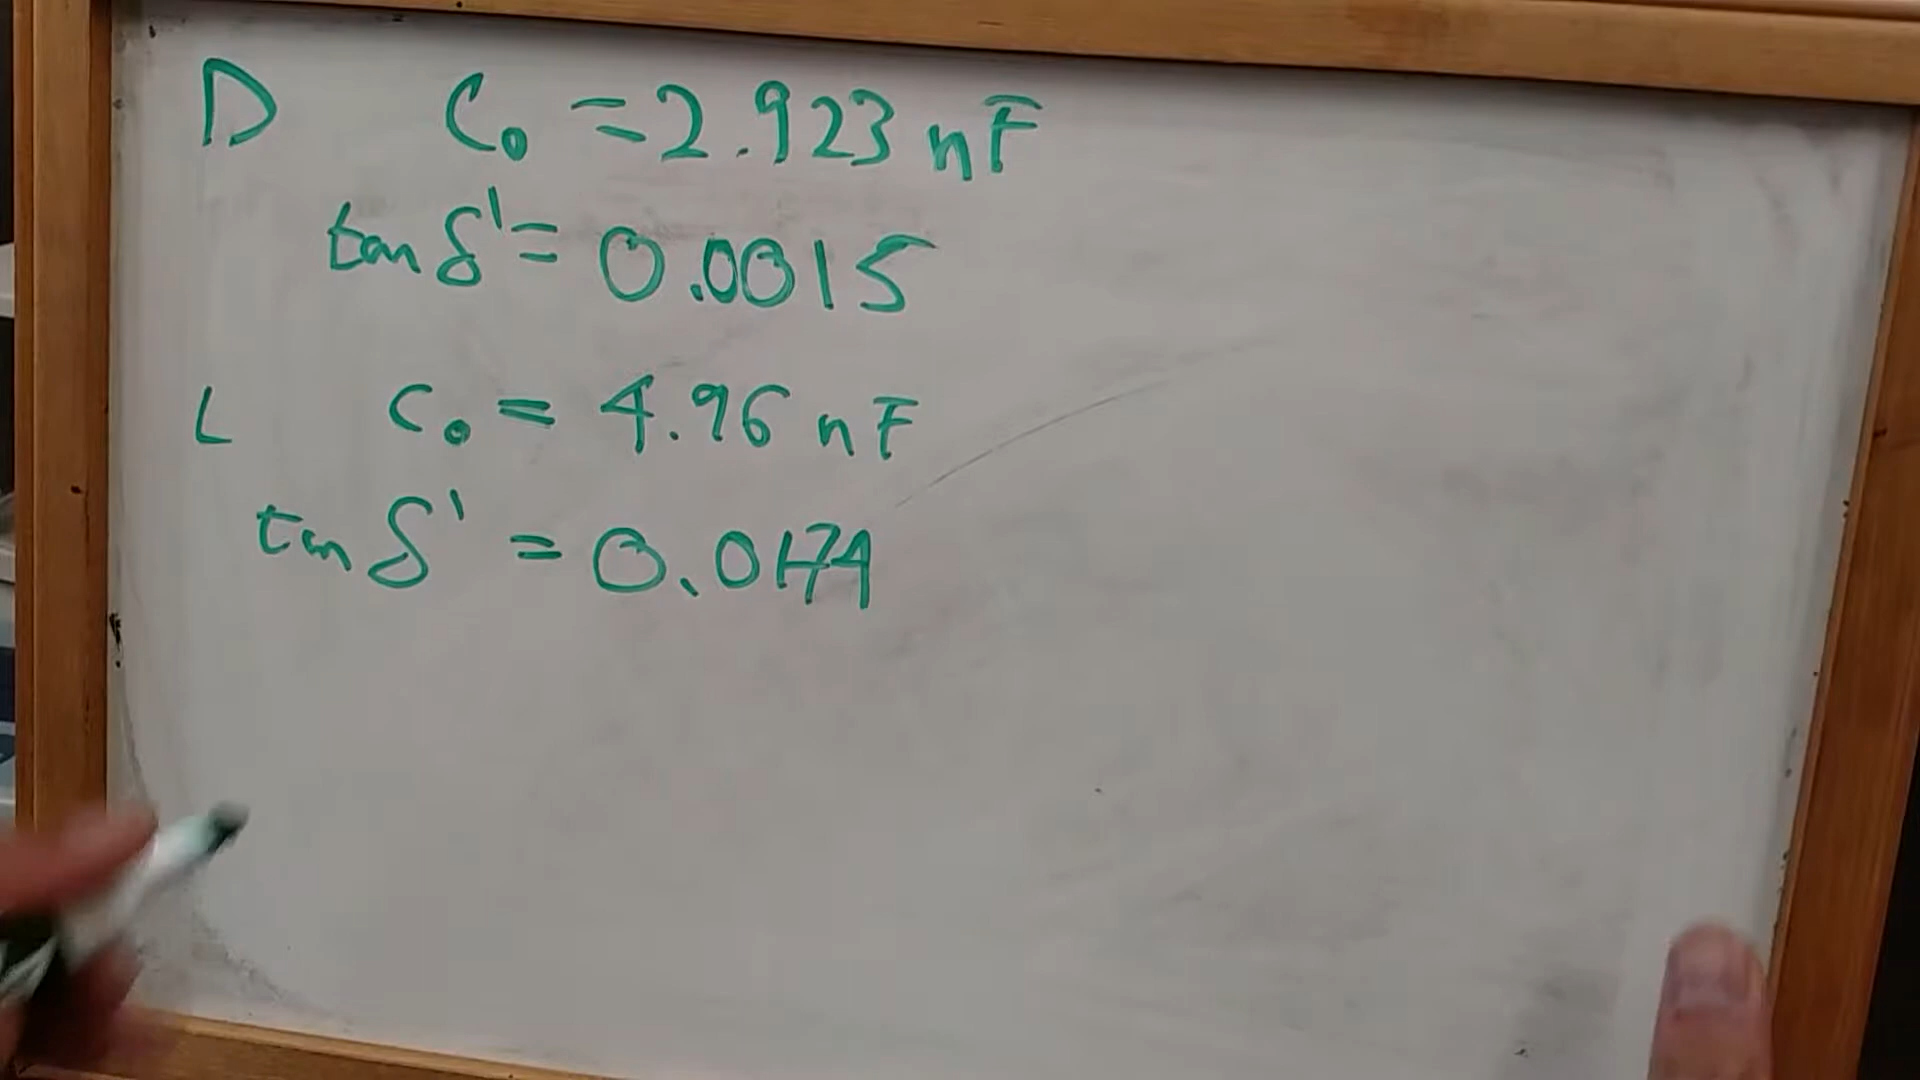 D C₀ = 2.923 nF
tan δ' = 0.0015
L C₀ = 4.96 nF
tan δ' = 0.0174